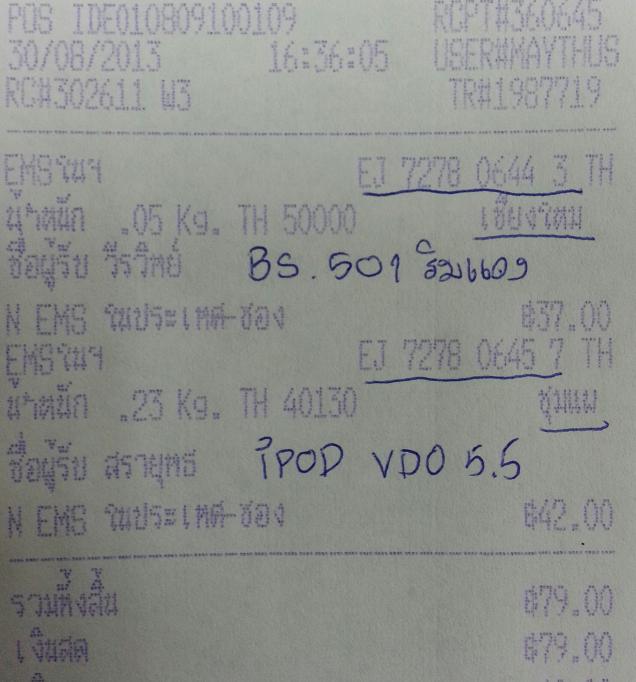 POS IDE010809100109 RCPT#360645
30/08/2013 16:36:05 USER#MAYTHUS
RC#302611 W3 TR#1987719
EMSในฯ EJ 7278 0644 3 TH
น้ำหนัก .05 Kg. TH 50000 เชียงใหม่
ชื่อผู้รับ วีรวิทย์ BS.501 ริมแดง
N EMS ในประเทศ-ซอง ฿37.00
EMSในฯ EJ 7278 0645 7 TH
น้ำหนัก .23 Kg. TH 40130 ชุมแพ
ชื่อผู้รับ สรายุทธ iPOD VDO 5.5
N EMS ในประเทศ-ซอง ฿42.00
รวมทั้งสิ้น ฿79.00
เงินสด ฿79.00